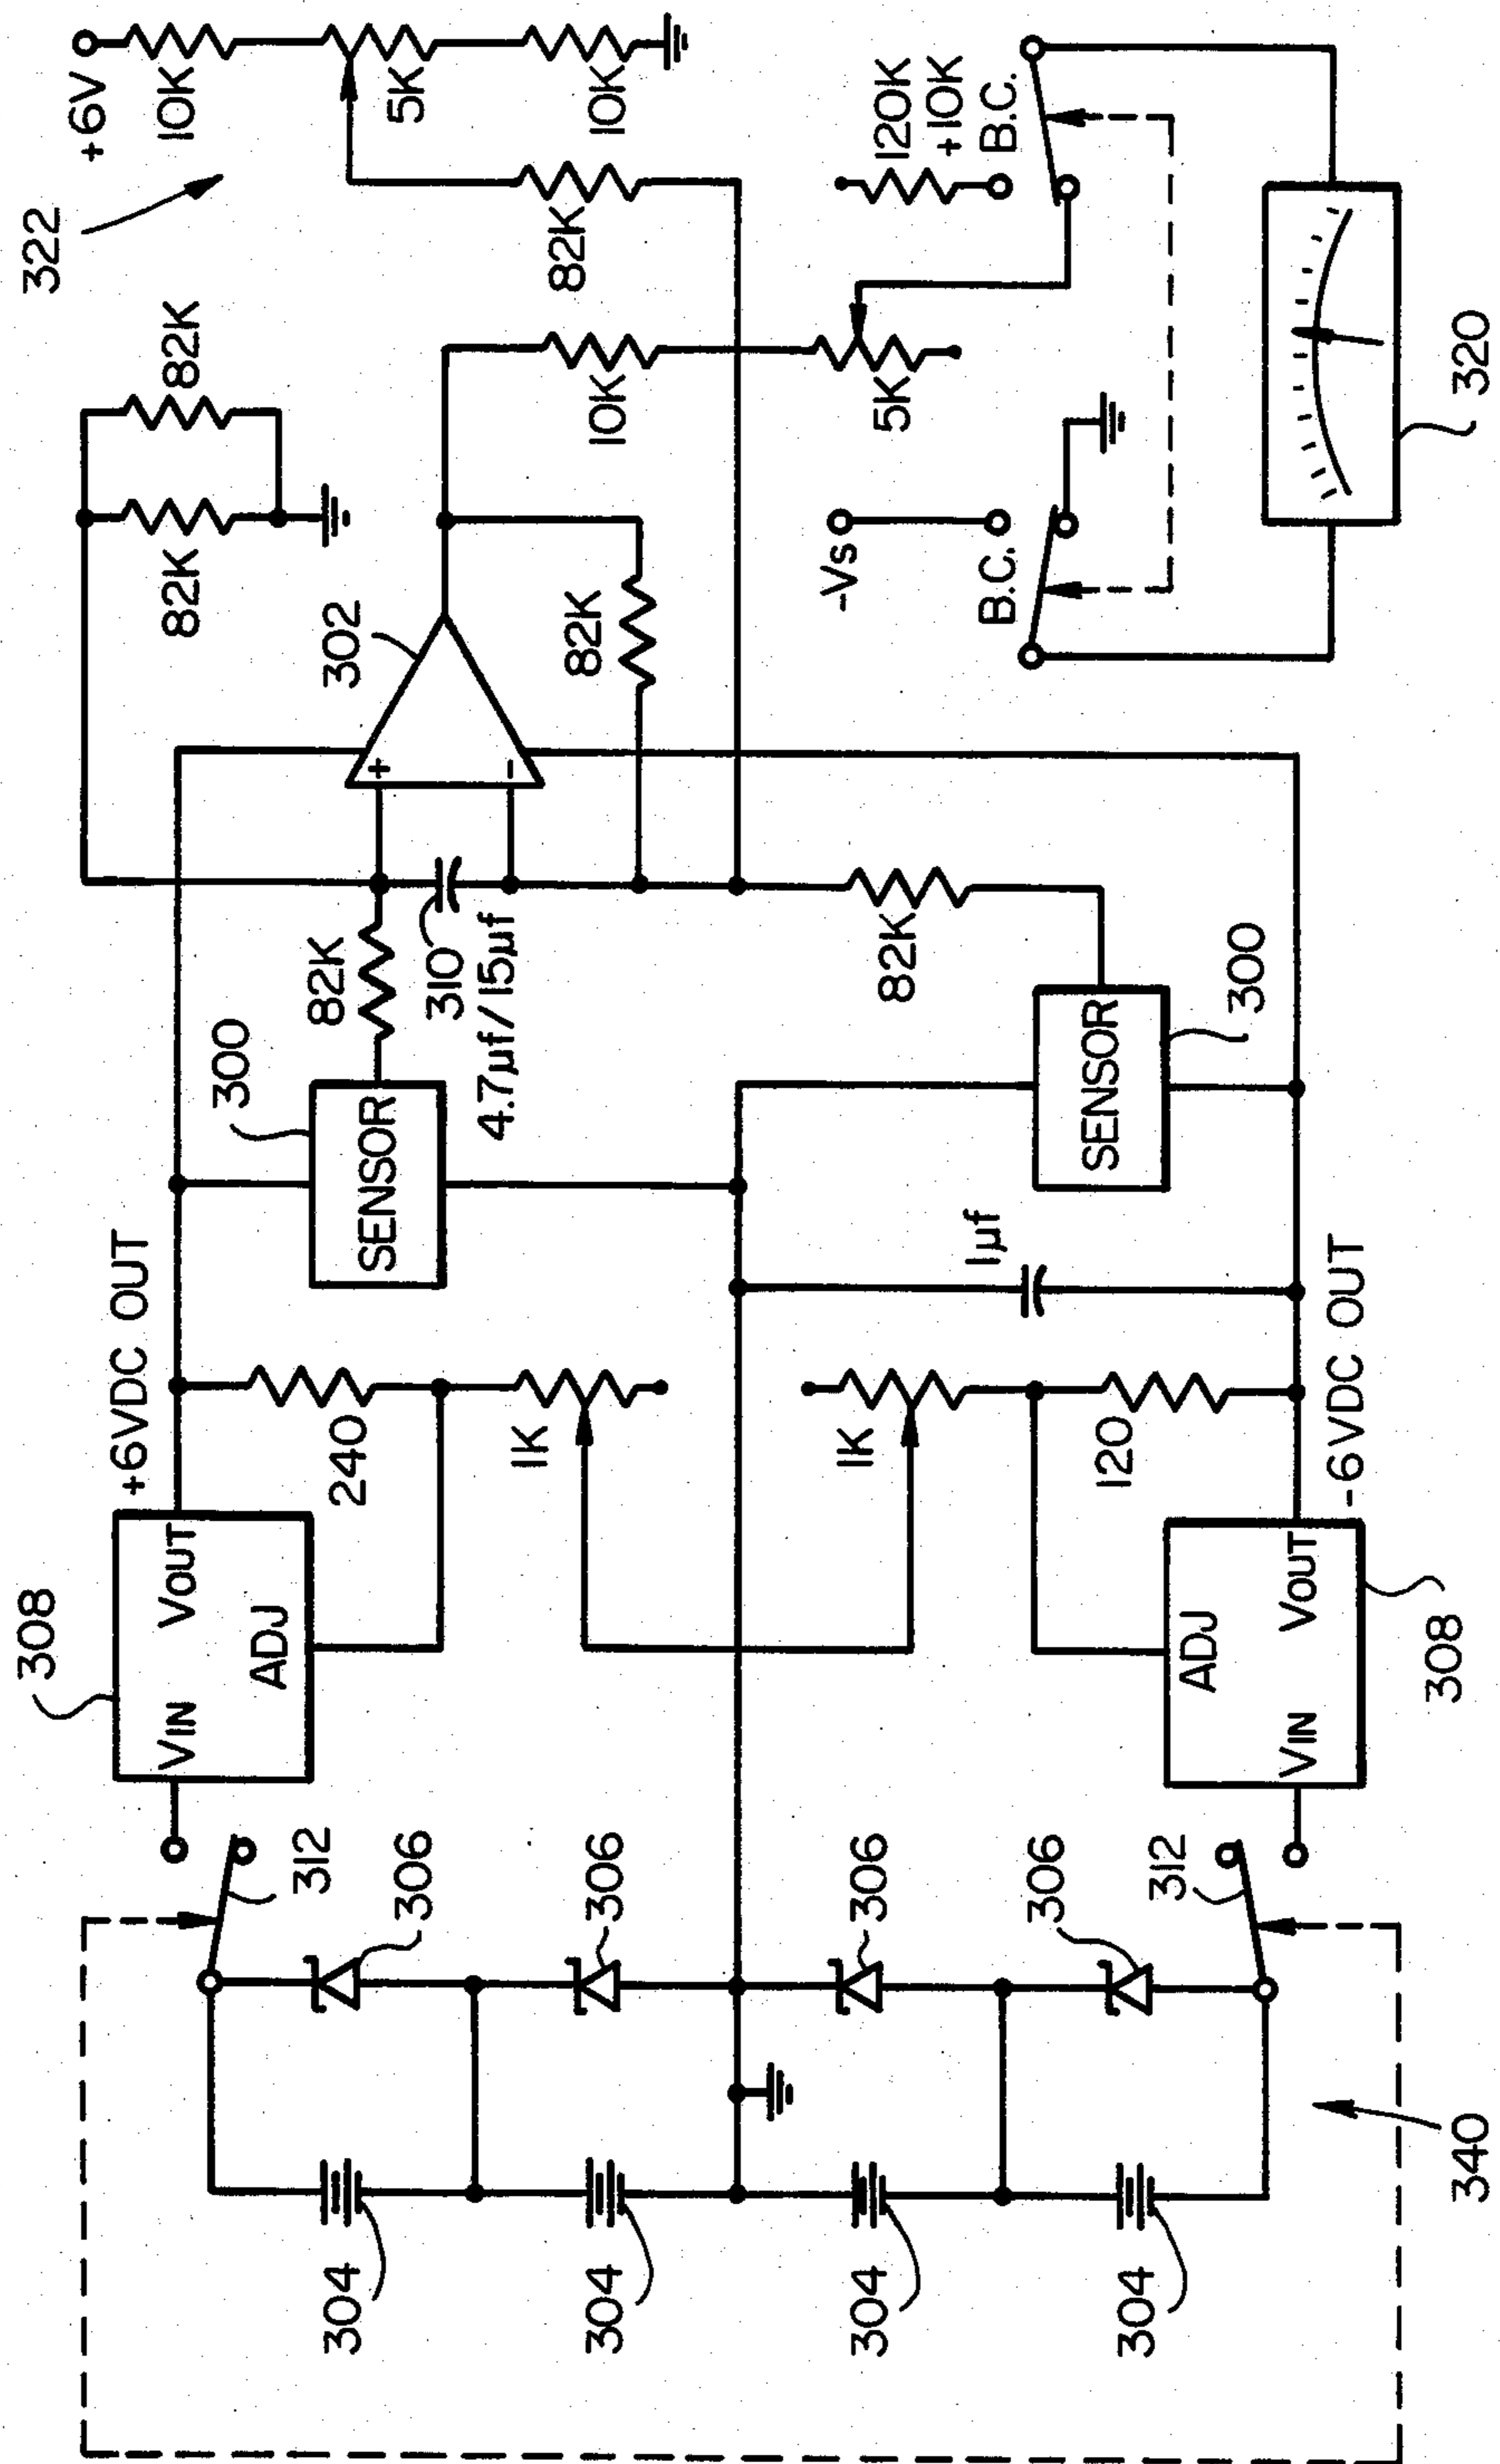 308
VIN
VOUT
ADJ
+6VDC OUT
240
1K
300
SENSOR
82K
310
4.7µf/15µf
302
+
-
82K
82K
82K
322
+6V
10K
5K
10K
82K
10K
5K
120K
+10K
B.C.
-Vs
B.C.
320
312
306
306
306
306
312
304
304
304
304
340
1K
120
1µf
82K
SENSOR
300
ADJ
VIN
VOUT
-6VDC OUT
308